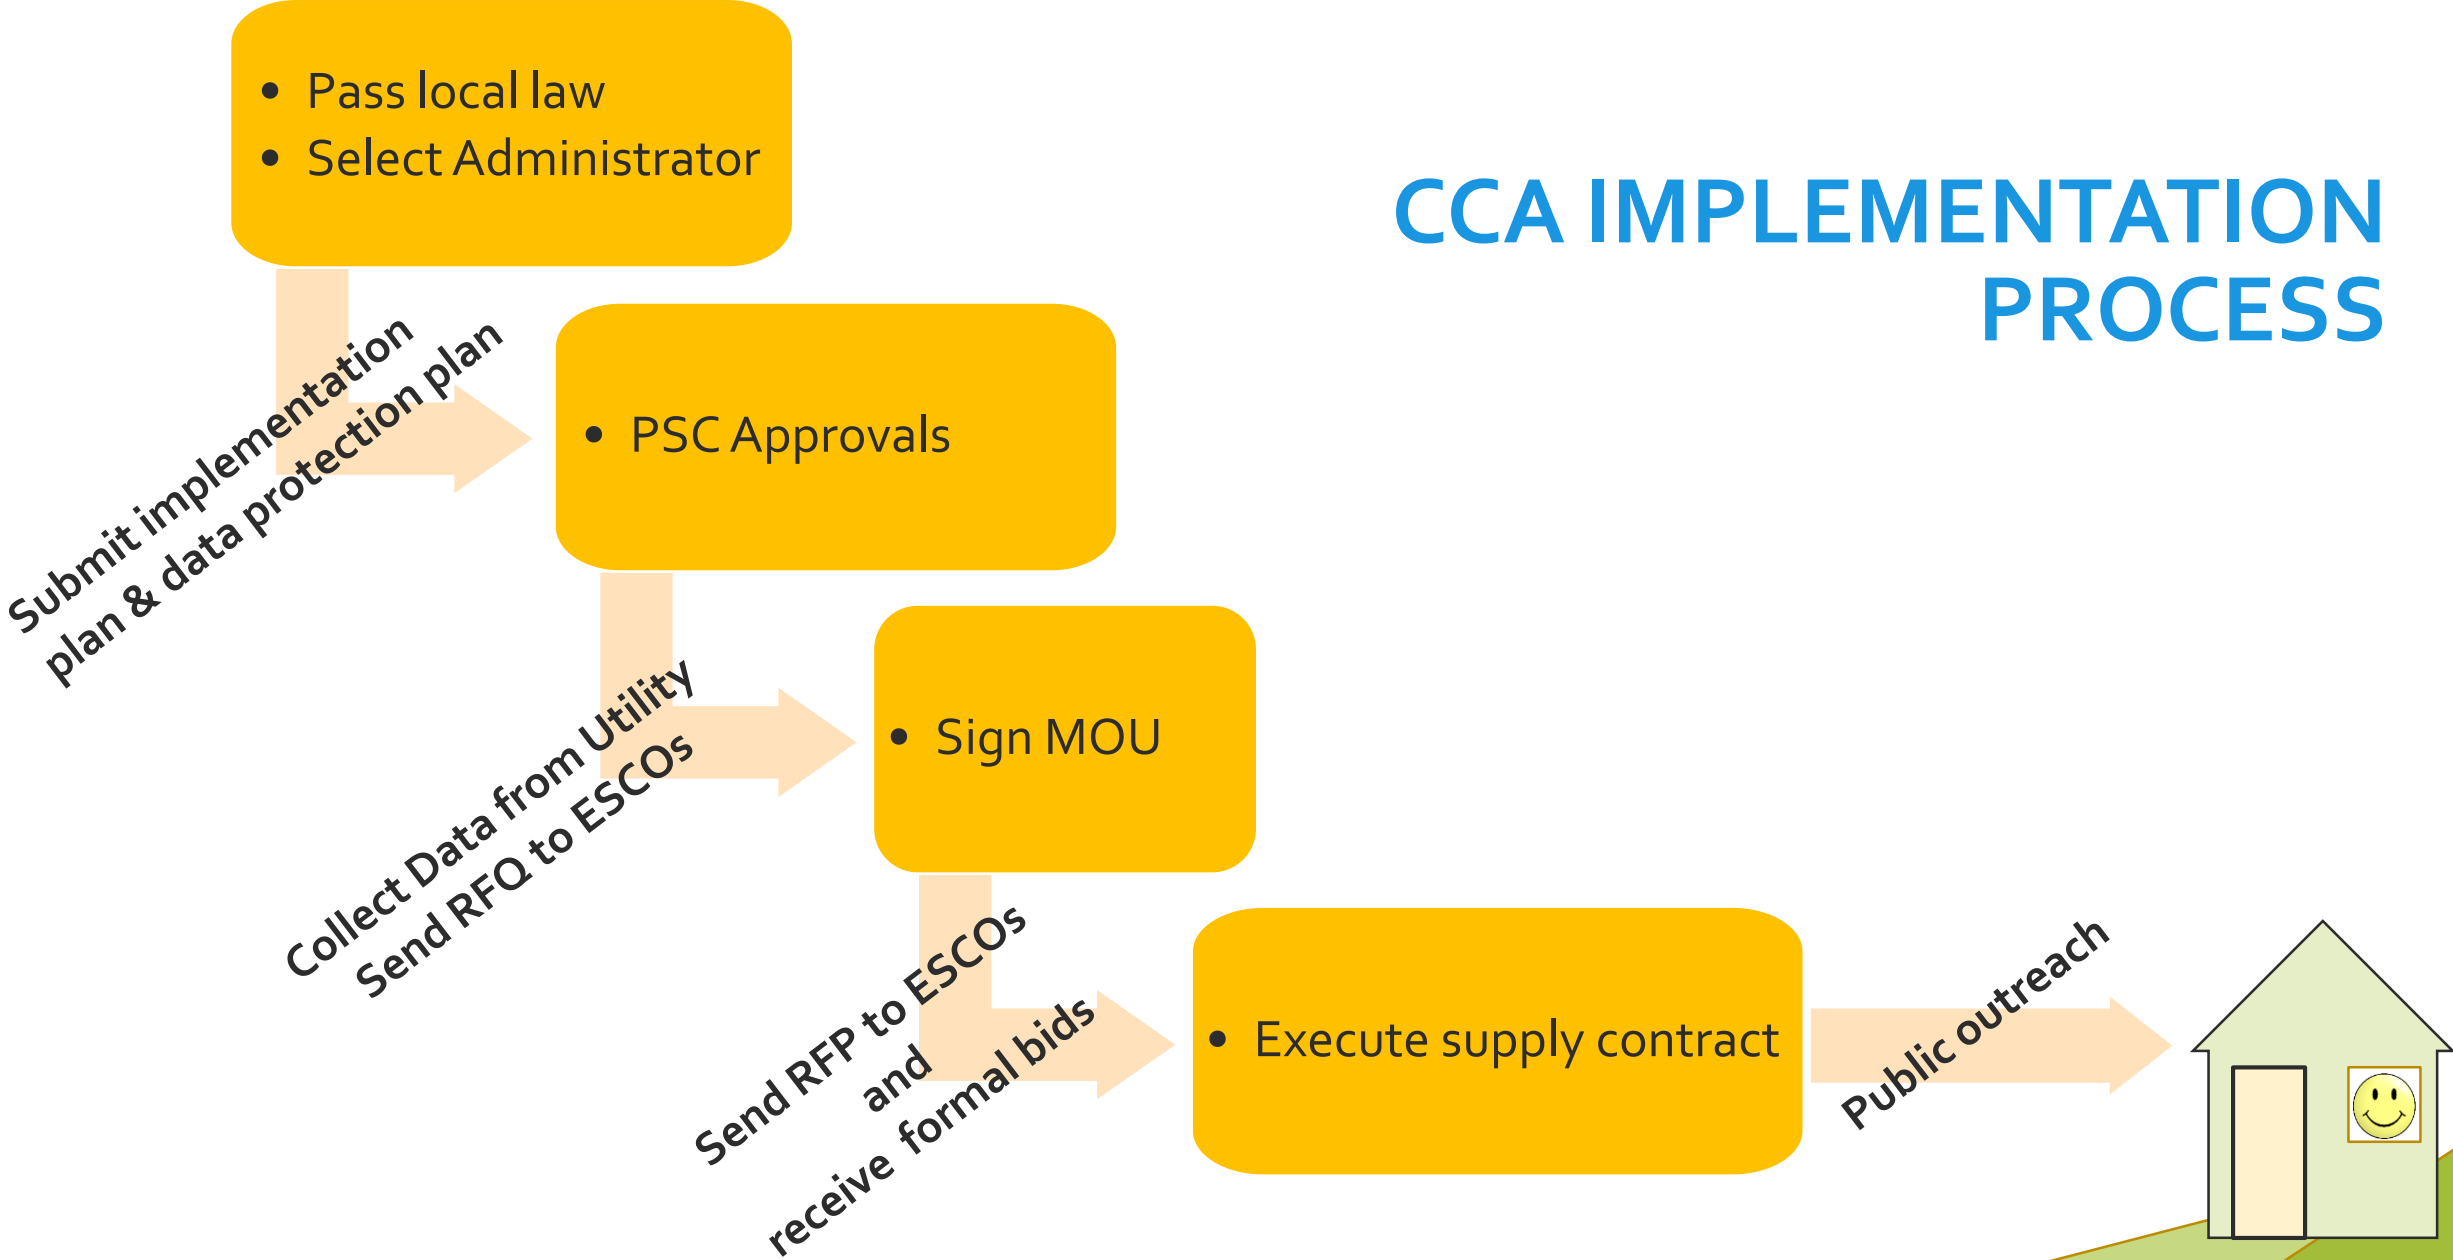 • Pass local law
• Select Administrator
CCA IMPLEMENTATION
PROCESS
Submit implementation
plan & data protection plan
• PSC Approvals
Collect Data from Utility
Send RFQ to ESCOs
• Sign MOU
Send RFP to ESCOs
and
receive formal bids
• Execute supply contract
Public outreach